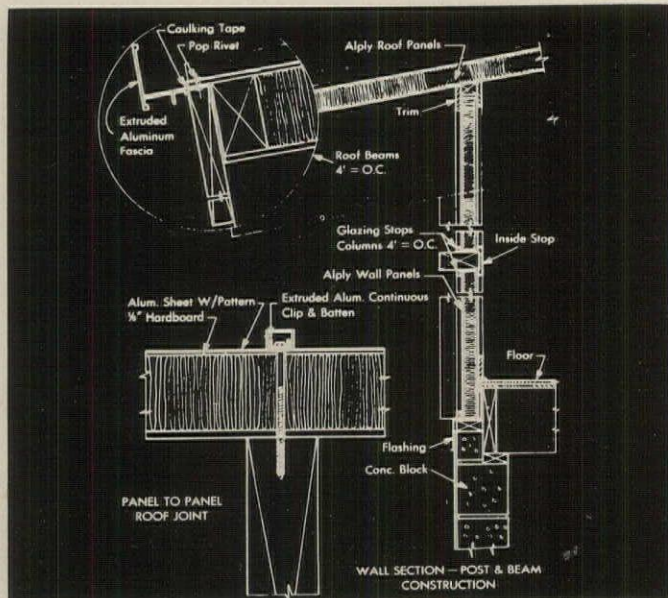 Caulking Tape
Pop Rivet
Extruded
Aluminum
Fascia
Roof Beams
4' = O.C.
Alply Roof Panels
Trim
Glazing Stops
Columns 4' = O.C.
Inside Stop
Alply Wall Panels
Alum. Sheet W/Pattern
⅛" Hardboard
Extruded Alum. Continuous
Clip & Batten
Floor
Flashing
Conc. Block
PANEL TO PANEL
ROOF JOINT
WALL SECTION — POST & BEAM
CONSTRUCTION